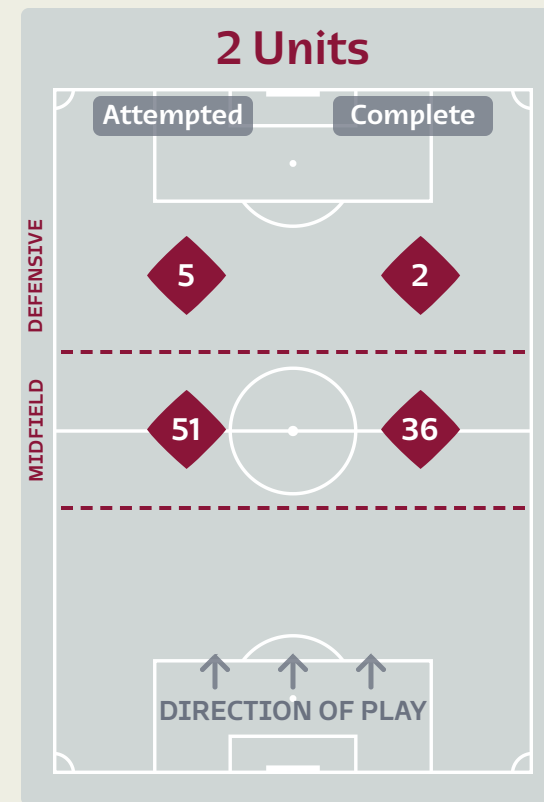 2 Units
Attempted
Complete
DEFENSIVE
5
2
MIDFIELD
51
36
DIRECTION OF PLAY